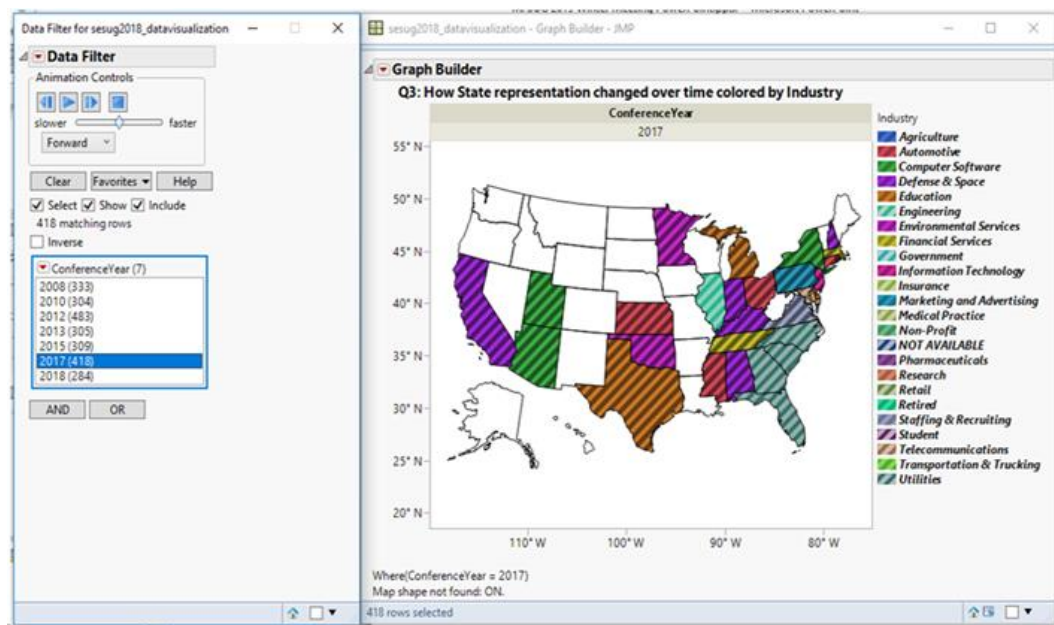 Data Filter for sesug2018_datavisualization
Data Filter
Animation Controls
slower
faster
Forward
Clear
Favorites
Help
Select
Show
Include
418 matching rows
Inverse
ConferenceYear (7)
2008 (333)
2010 (304)
2012 (483)
2013 (305)
2015 (309)
2017 (418)
2018 (284)
AND
OR
sesug2018_datavisualization - Graph Builder - JMP
Graph Builder
Q3: How State representation changed over time colored by Industry
ConferenceYear
2017
55° N
50° N
45° N
40° N
35° N
30° N
25° N
20° N
110° W
100° W
90° W
80° W
Industry
Agriculture
Automotive
Computer Software
Defense & Space
Education
Engineering
Environmental Services
Financial Services
Government
Information Technology
Insurance
Marketing and Advertising
Medical Practice
Non-Profit
NOT AVAILABLE
Pharmaceuticals
Research
Retail
Retired
Staffing & Recruiting
Student
Telecommunications
Transportation & Trucking
Utilities
Where(ConferenceYear = 2017)
Map shape not found: ON.
418 rows selected